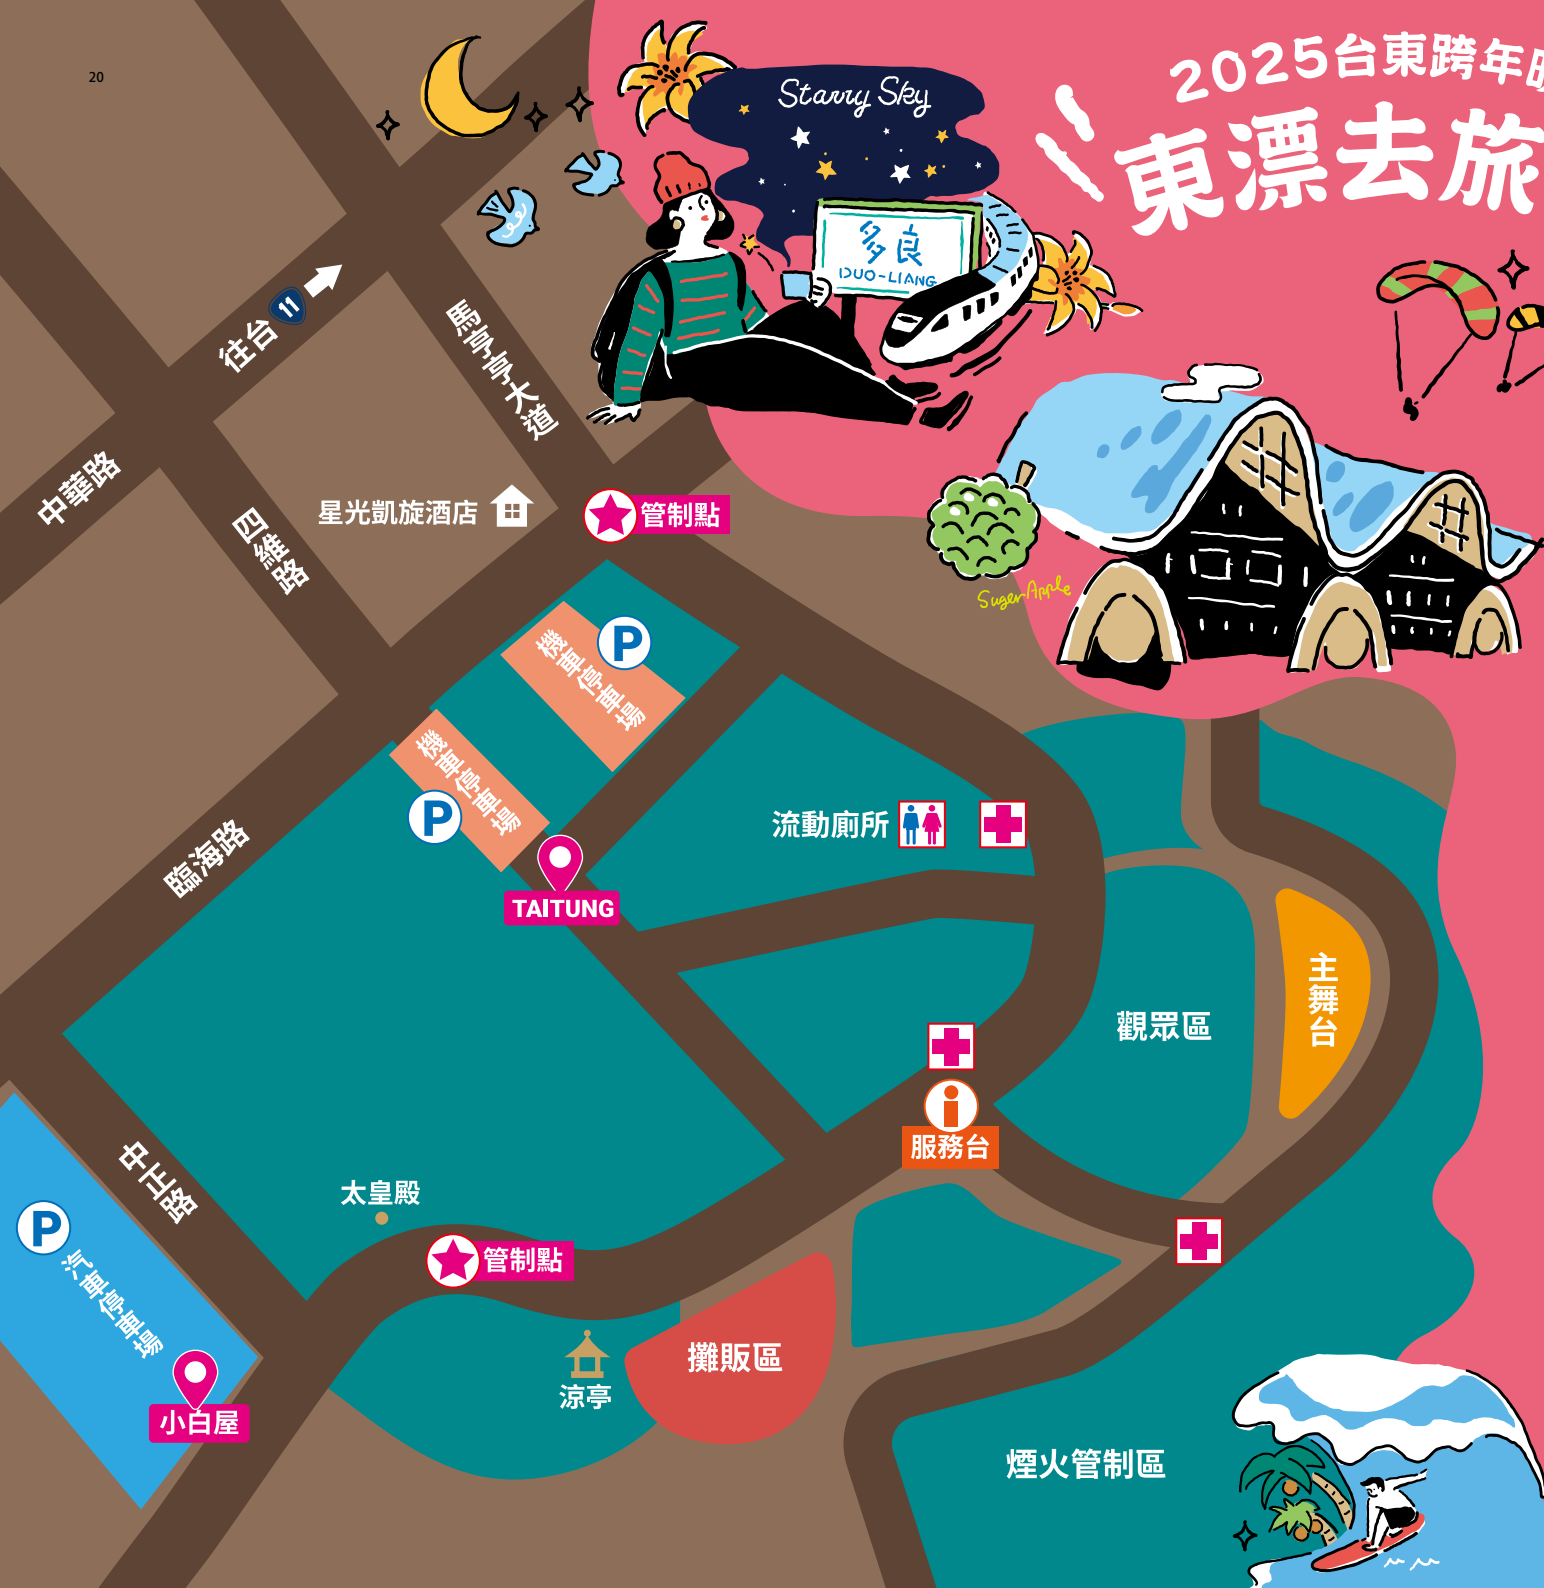 20
2025台東跨年
東漂去旅
Starry Sky
多良
DUO-LIANG
往台 11
馬亨亨大道
中華路
四維路
星光凱旋酒店
管制點
SugerApple
機車停車場
P
機車停車場
P
臨海路
流動廁所
TAITUNG
主舞台
觀眾區
服務台
中正路
太皇殿
P
汽車停車場
管制點
小白屋
涼亭
攤販區
煙火管制區